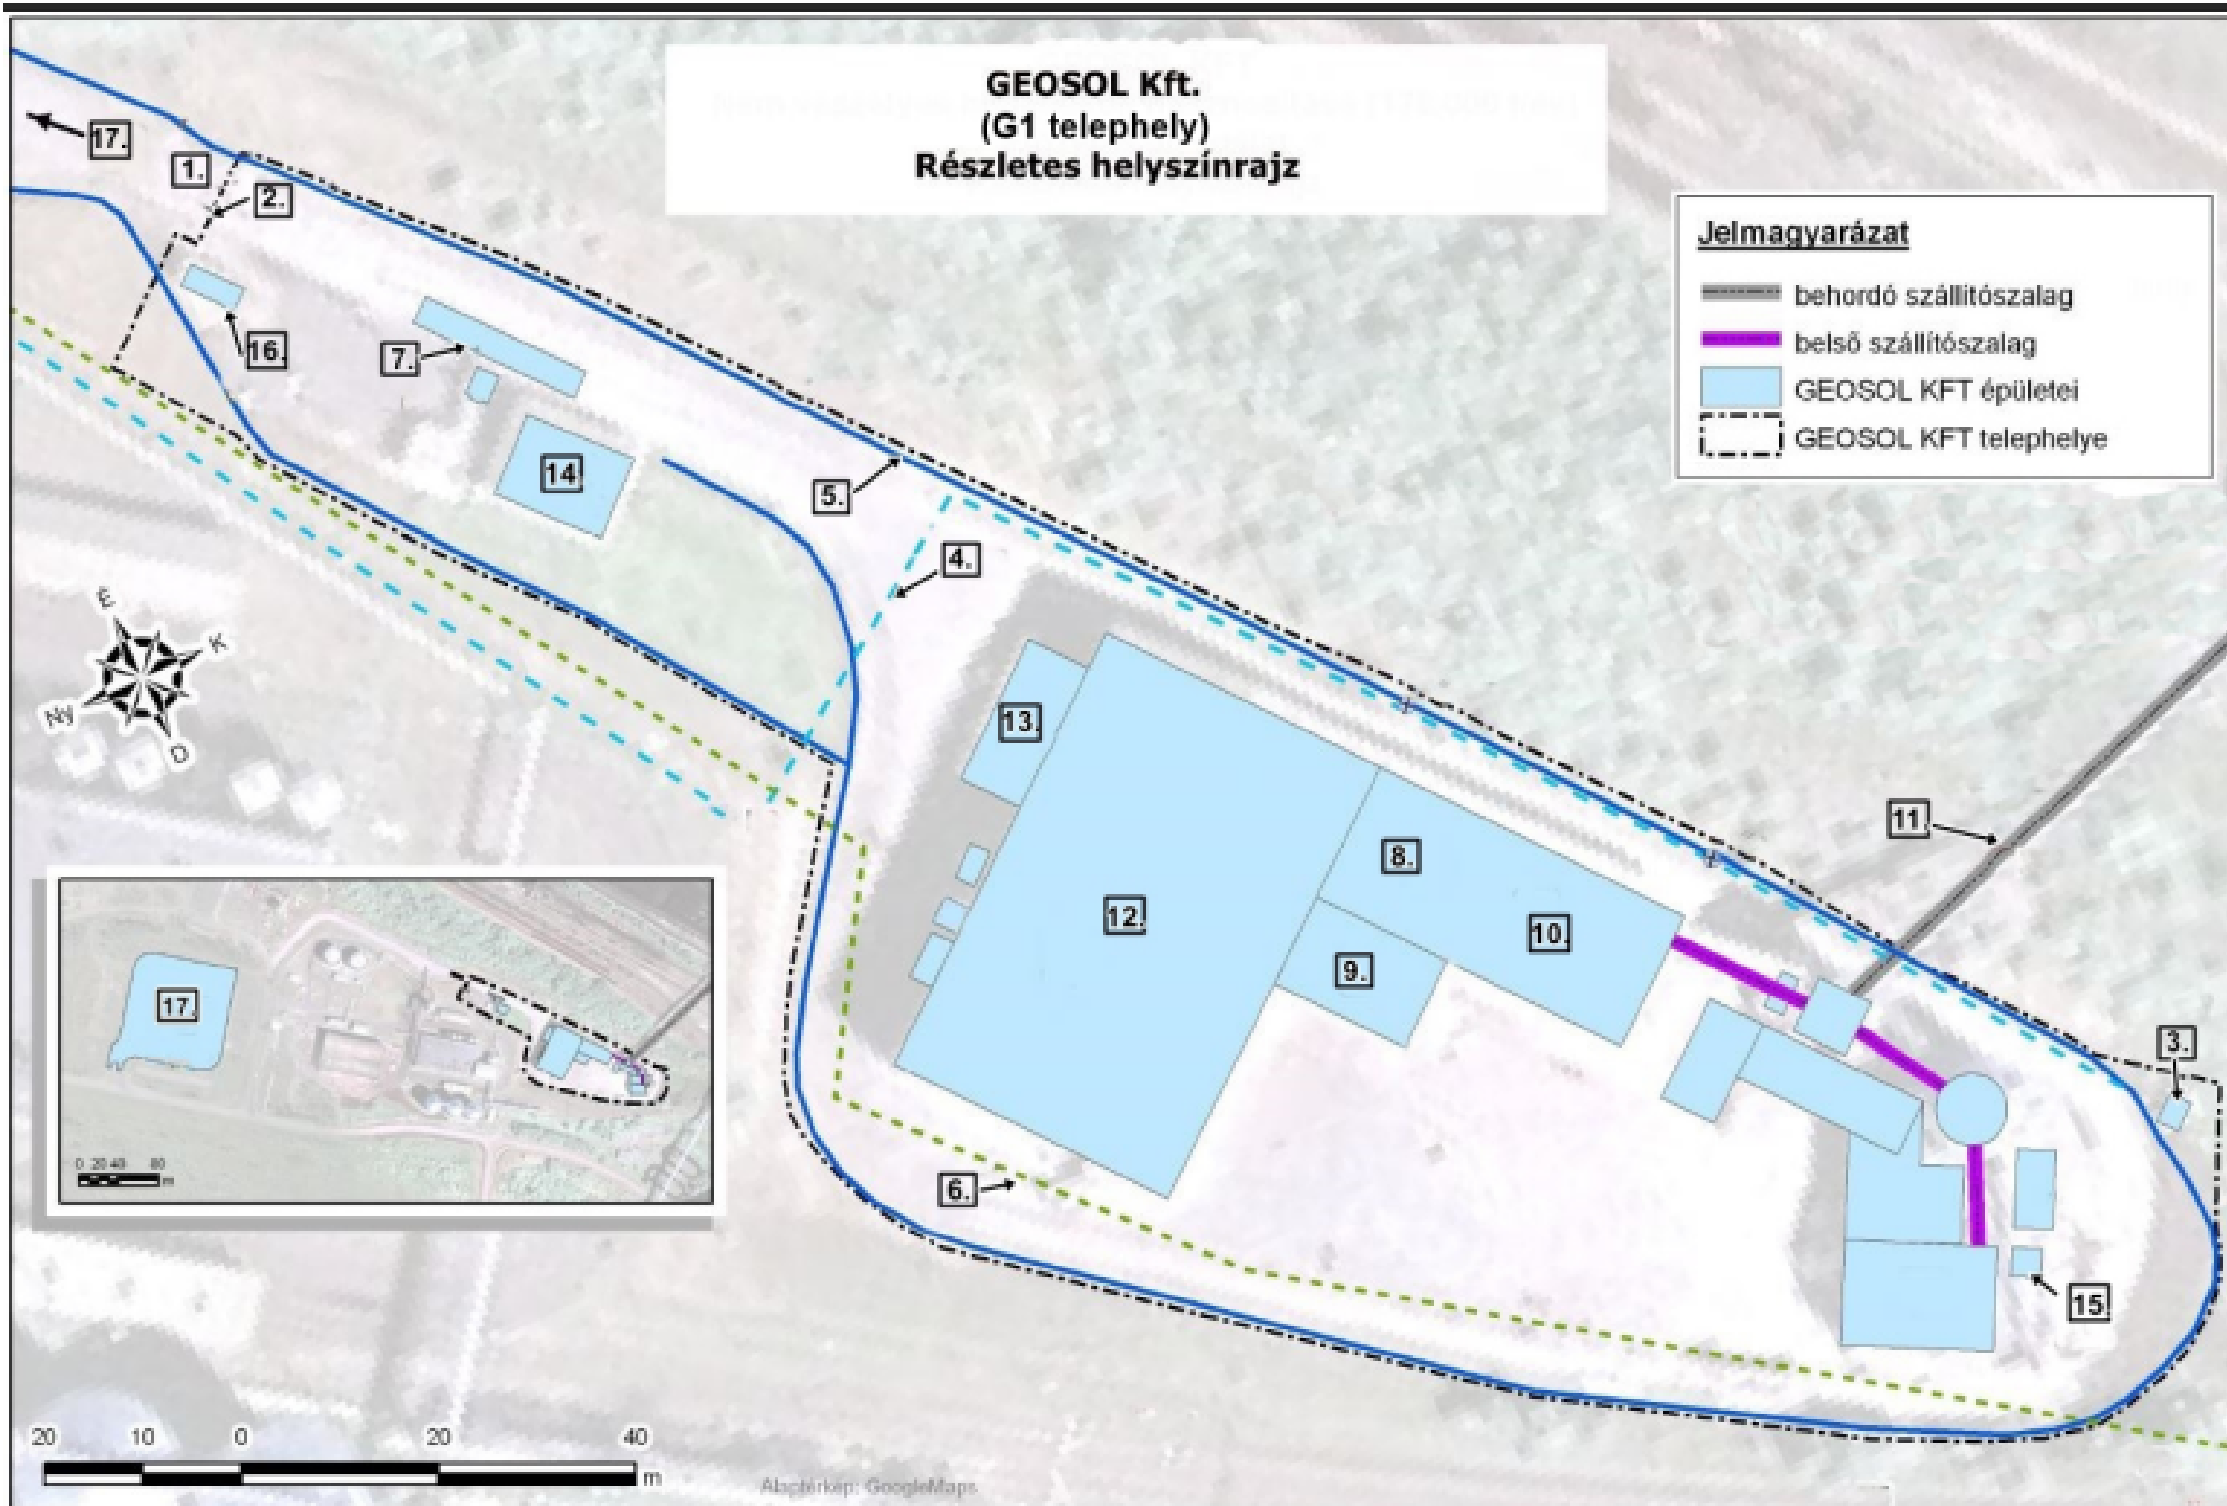 GEOSOL Kft.
(G1 telephely)
Részletes helyszínrajz
Jelmagyarázat
behordó szállítószalag
belső szállítószalag
GEOSOL KFT épületei
GEOSOL KFT telephelye
17.
1.
2.
16.
7.
14
5.
4.
13.
12.
8.
9.
10.
11.
3.
15
6.
É
K
Ny
D
17.
0 20 40 80
m
20 10 0 20 40
m
Alaptérkép: GoogleMaps